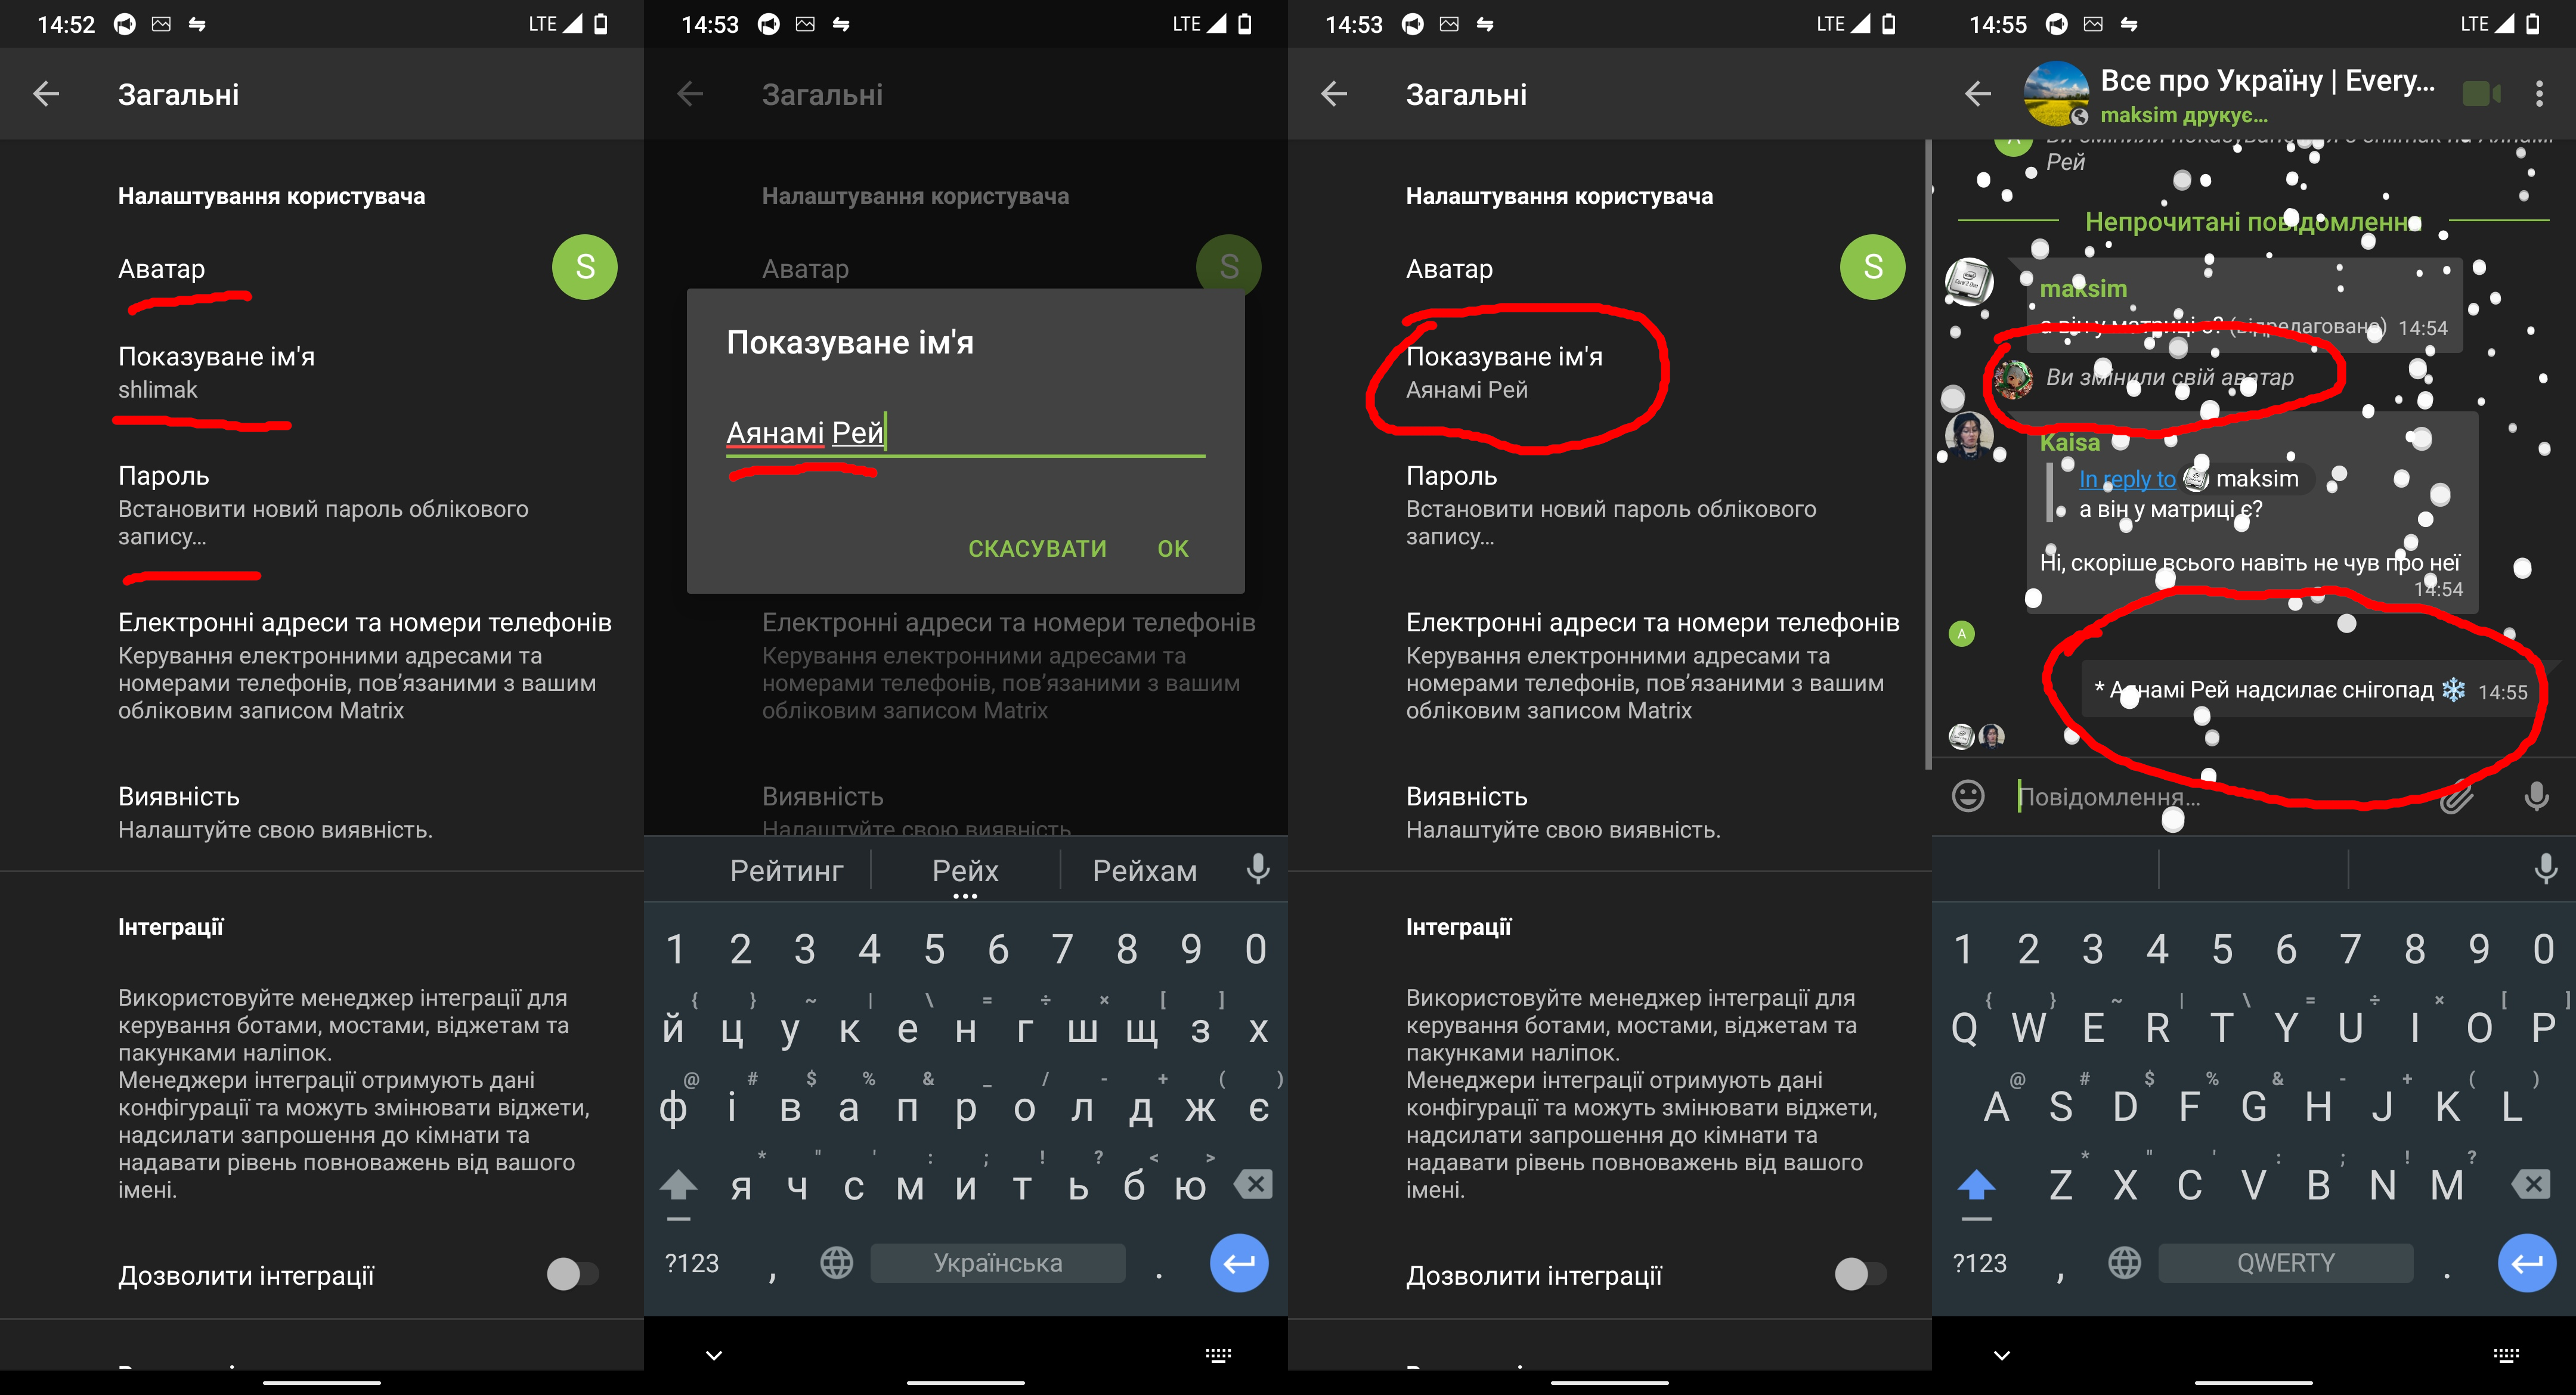 14:52
LTE
Загальні
Налаштування користувача
Аватар
S
Показуване ім'я
shlimak
Пароль
Встановити новий пароль облікового
запису...
Електронні адреси та номери телефонів
Керування електронними адресами та
номерами телефонів, пов’язаними з вашим
обліковим записом Matrix
Виявність
Налаштуйте свою виявність.
Інтеграції
Використовуйте менеджер інтеграції для
керування ботами, мостами, віджетам та
пакунками наліпок.
Менеджери інтеграції отримують дані
конфігурації та можуть змінювати віджети,
надсилати запрошення до кімнати та
надавати рівень повноважень від вашого
імені.
Дозволити інтеграції
14:53
LTE
Загальні
Налаштування користувача
Аватар
S
Показуване ім'я
Аянамі Рей
СКАСУВАТИ
OK
Електронні адреси та номери телефонів
Керування електронними адресами та
номерами телефонів, пов’язаними з вашим
обліковим записом Matrix
Виявність
Налаштуйте свою виявність
Рейтинг Рейх Рейхам
1 2 3 4 5 6 7 8 9 0
{ } ~ | \ = ÷ × [ ]
й ц у к е н г ш щ з х
@ # $ % & _ / - + ( )
ф і в а п р о л д ж є
* " ' : ; ! ? < >
я ч с м и т ь б ю
?123 , Українська .
14:53
LTE
Загальні
Налаштування користувача
Аватар
S
Показуване ім'я
Аянамі Рей
Пароль
Встановити новий пароль облікового
запису...
Електронні адреси та номери телефонів
Керування електронними адресами та
номерами телефонів, пов’язаними з вашим
обліковим записом Matrix
Виявність
Налаштуйте свою виявність.
Інтеграції
Використовуйте менеджер інтеграції для
керування ботами, мостами, віджетам та
пакунками наліпок.
Менеджери інтеграції отримують дані
конфігурації та можуть змінювати віджети,
надсилати запрошення до кімнати та
надавати рівень повноважень від вашого
імені.
Дозволити інтеграції
14:55
LTE
Все про Україну | Every...
maksim друкує...
Рей
Непрочитані повідомлення
maksim
а він у матриці є? (відредаговано) 14:54
Ви змінили свій аватар
Kaisa
In reply to maksim
а він у матриці є?
Ні, скоріше всього навіть не чув про неї
14:54
A
* Аянамі Рей надсилає снігопад ❄️ 14:55
Повідомлення...
1 2 3 4 5 6 7 8 9 0
{ } ~ | \ = ÷ × [ ]
Q W E R T Y U I O P
@ # $ % & - + ( )
A S D F G H J K L
* " ' : ; ! ?
Z X C V B N M
?123 , QWERTY .